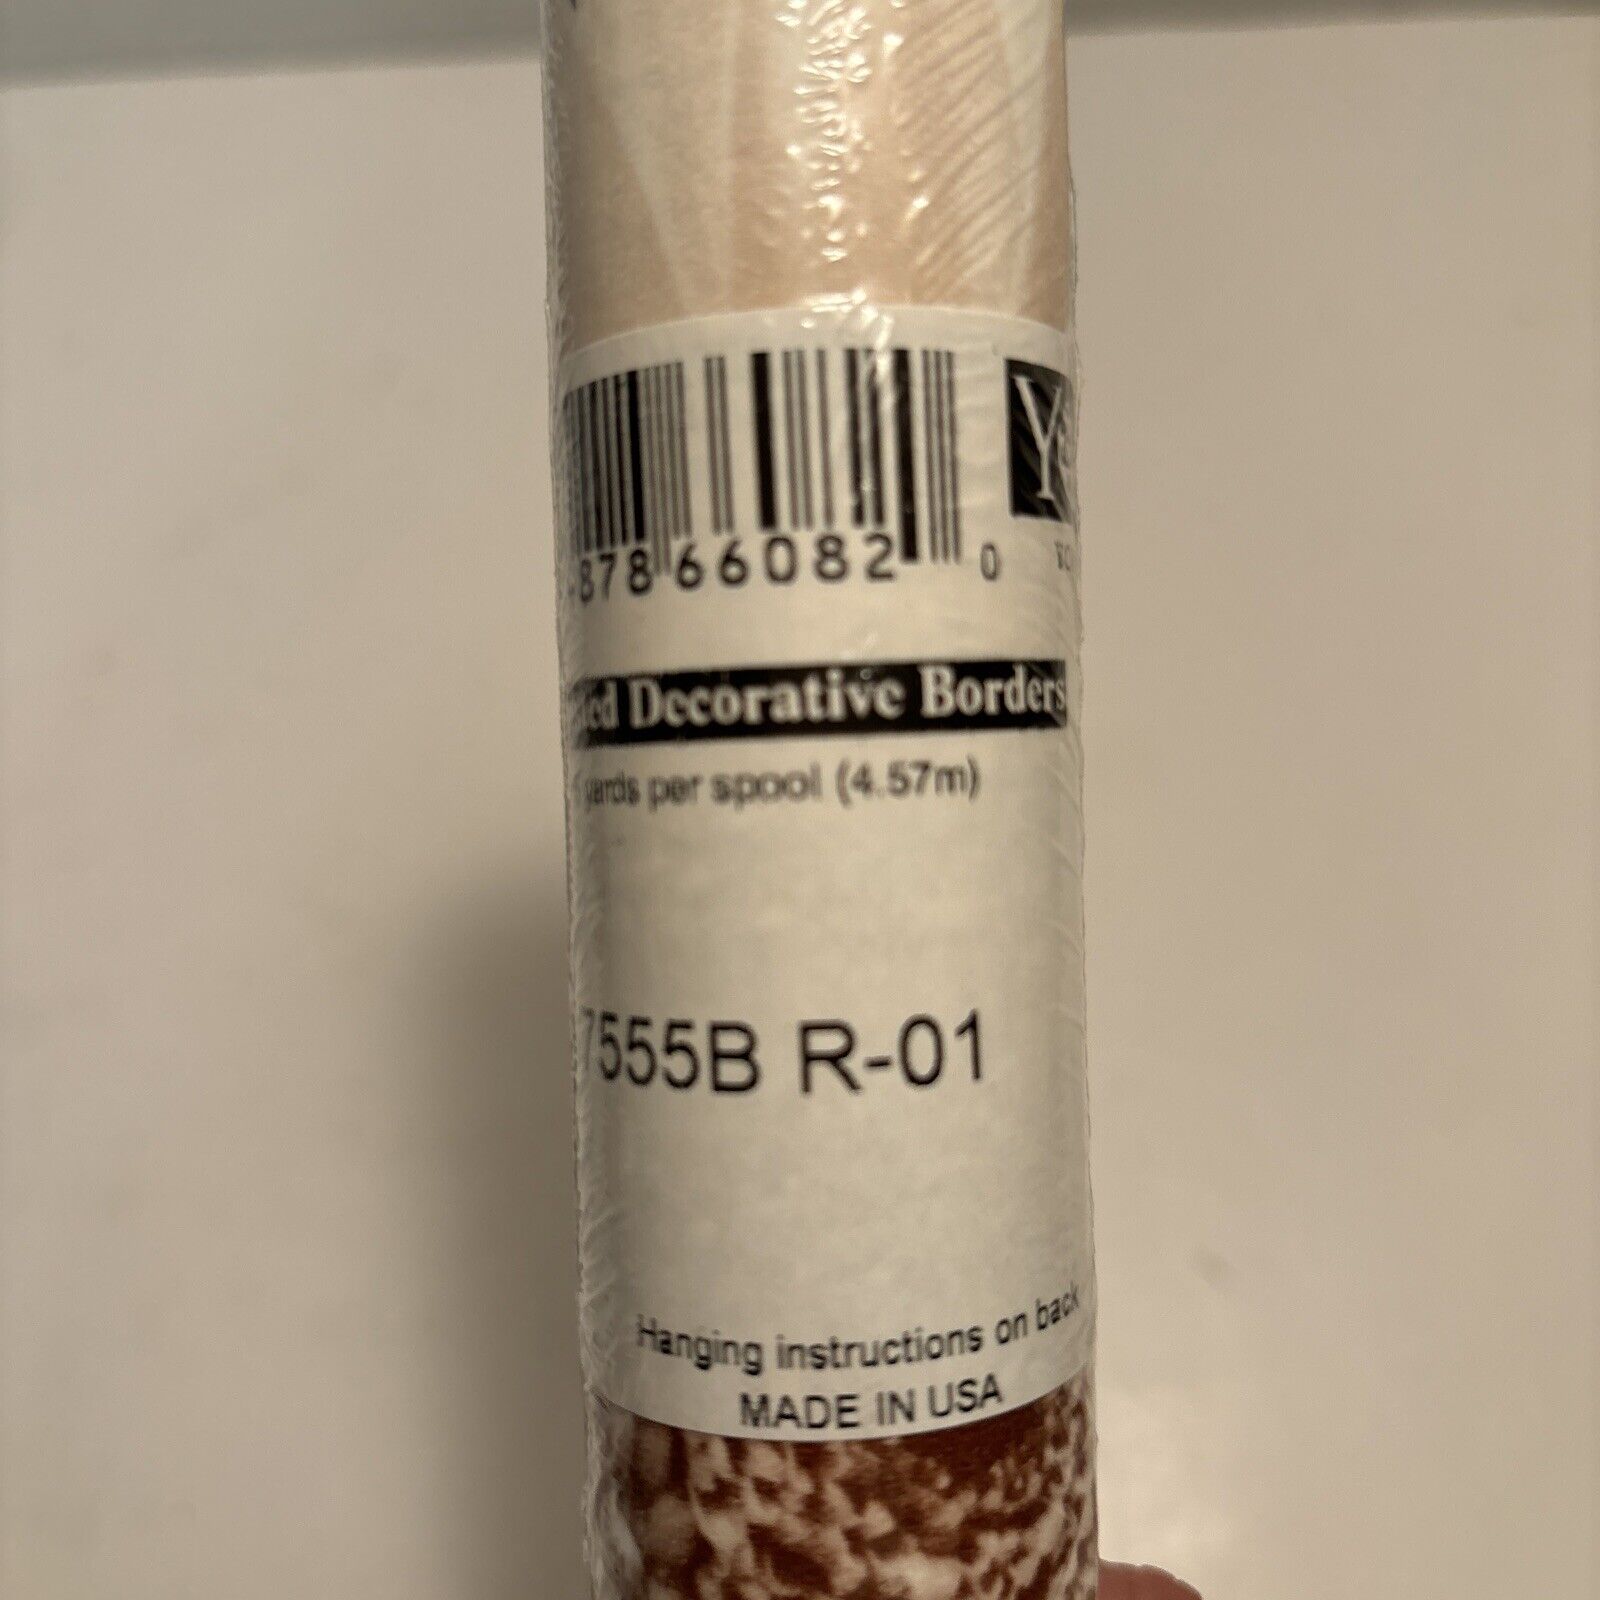 878 66082 0
Decorative Borders
yards per spool (4.57m)
7555B R-01
Hanging instructions on back
MADE IN USA